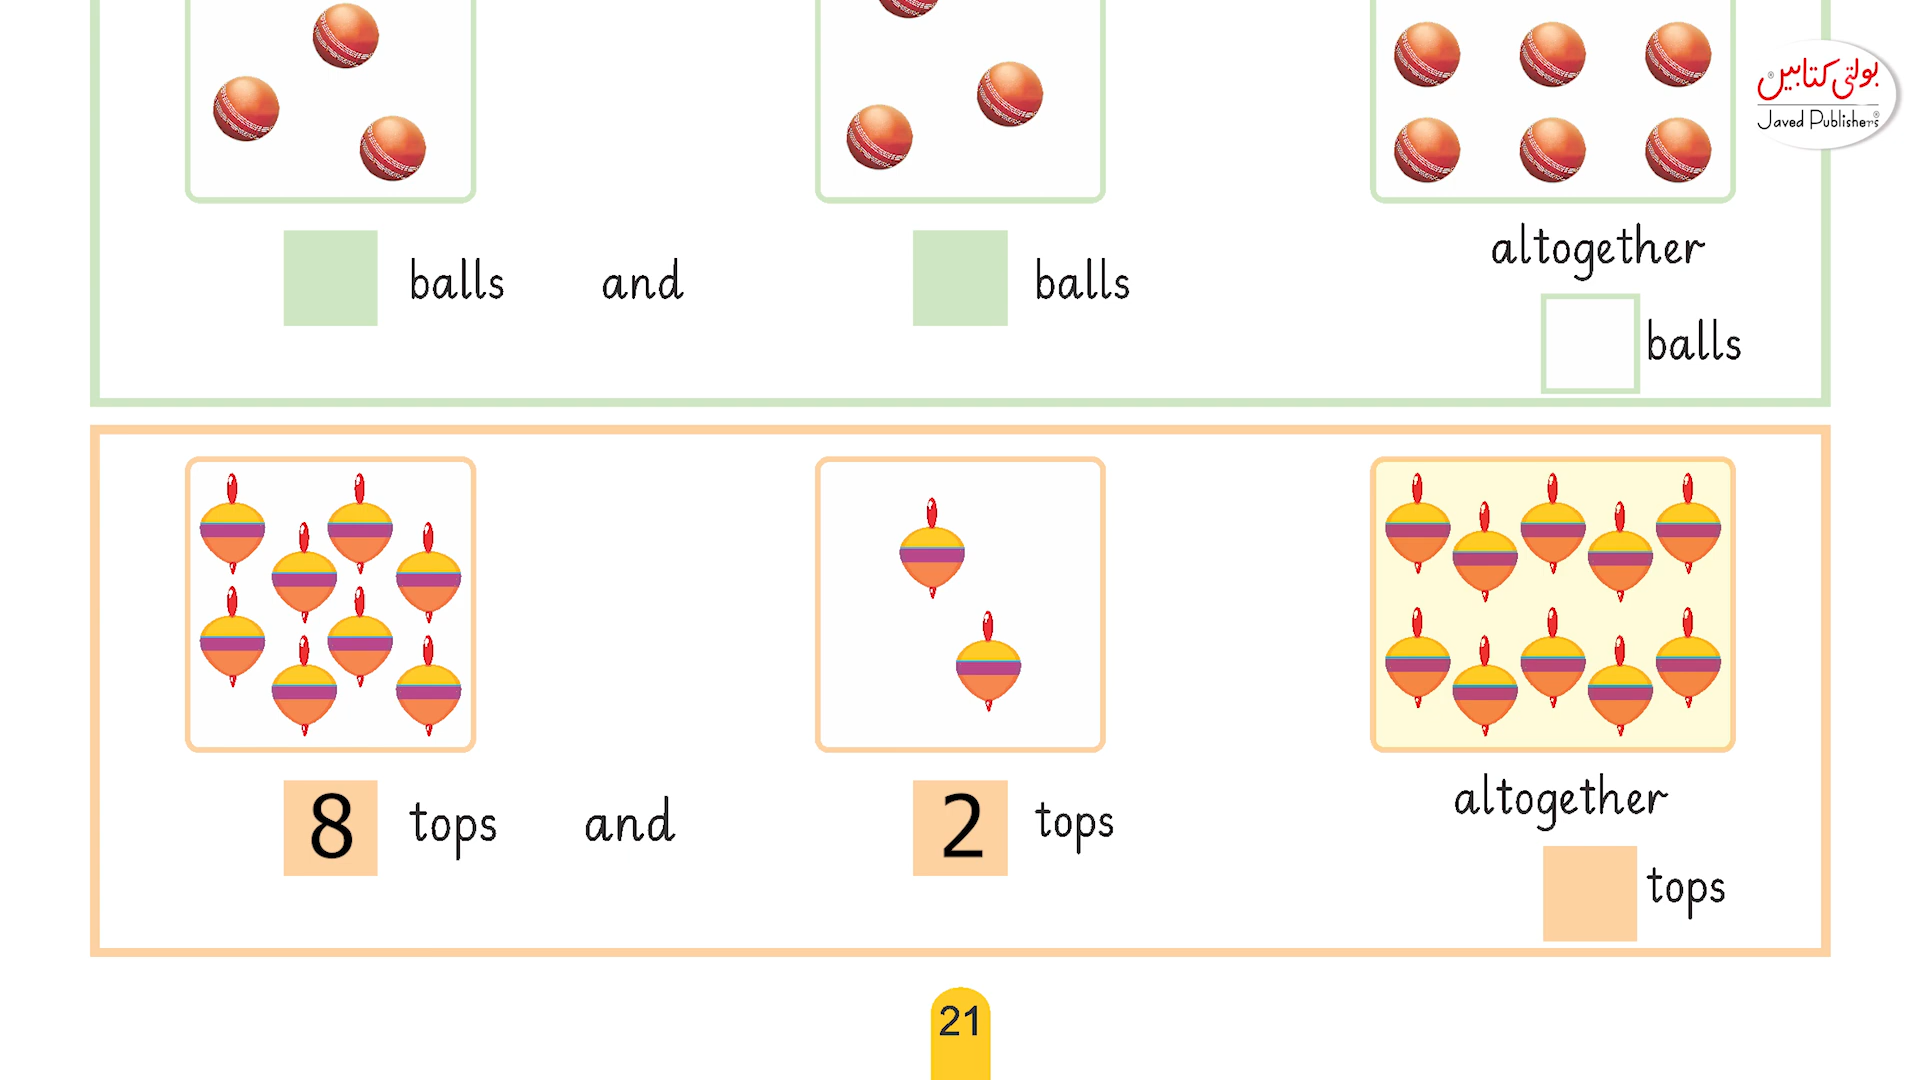 بولتی کتابیں®
Javed Publishers®
balls and balls
altogether
balls
8 tops and 2 tops
altogether
tops
21